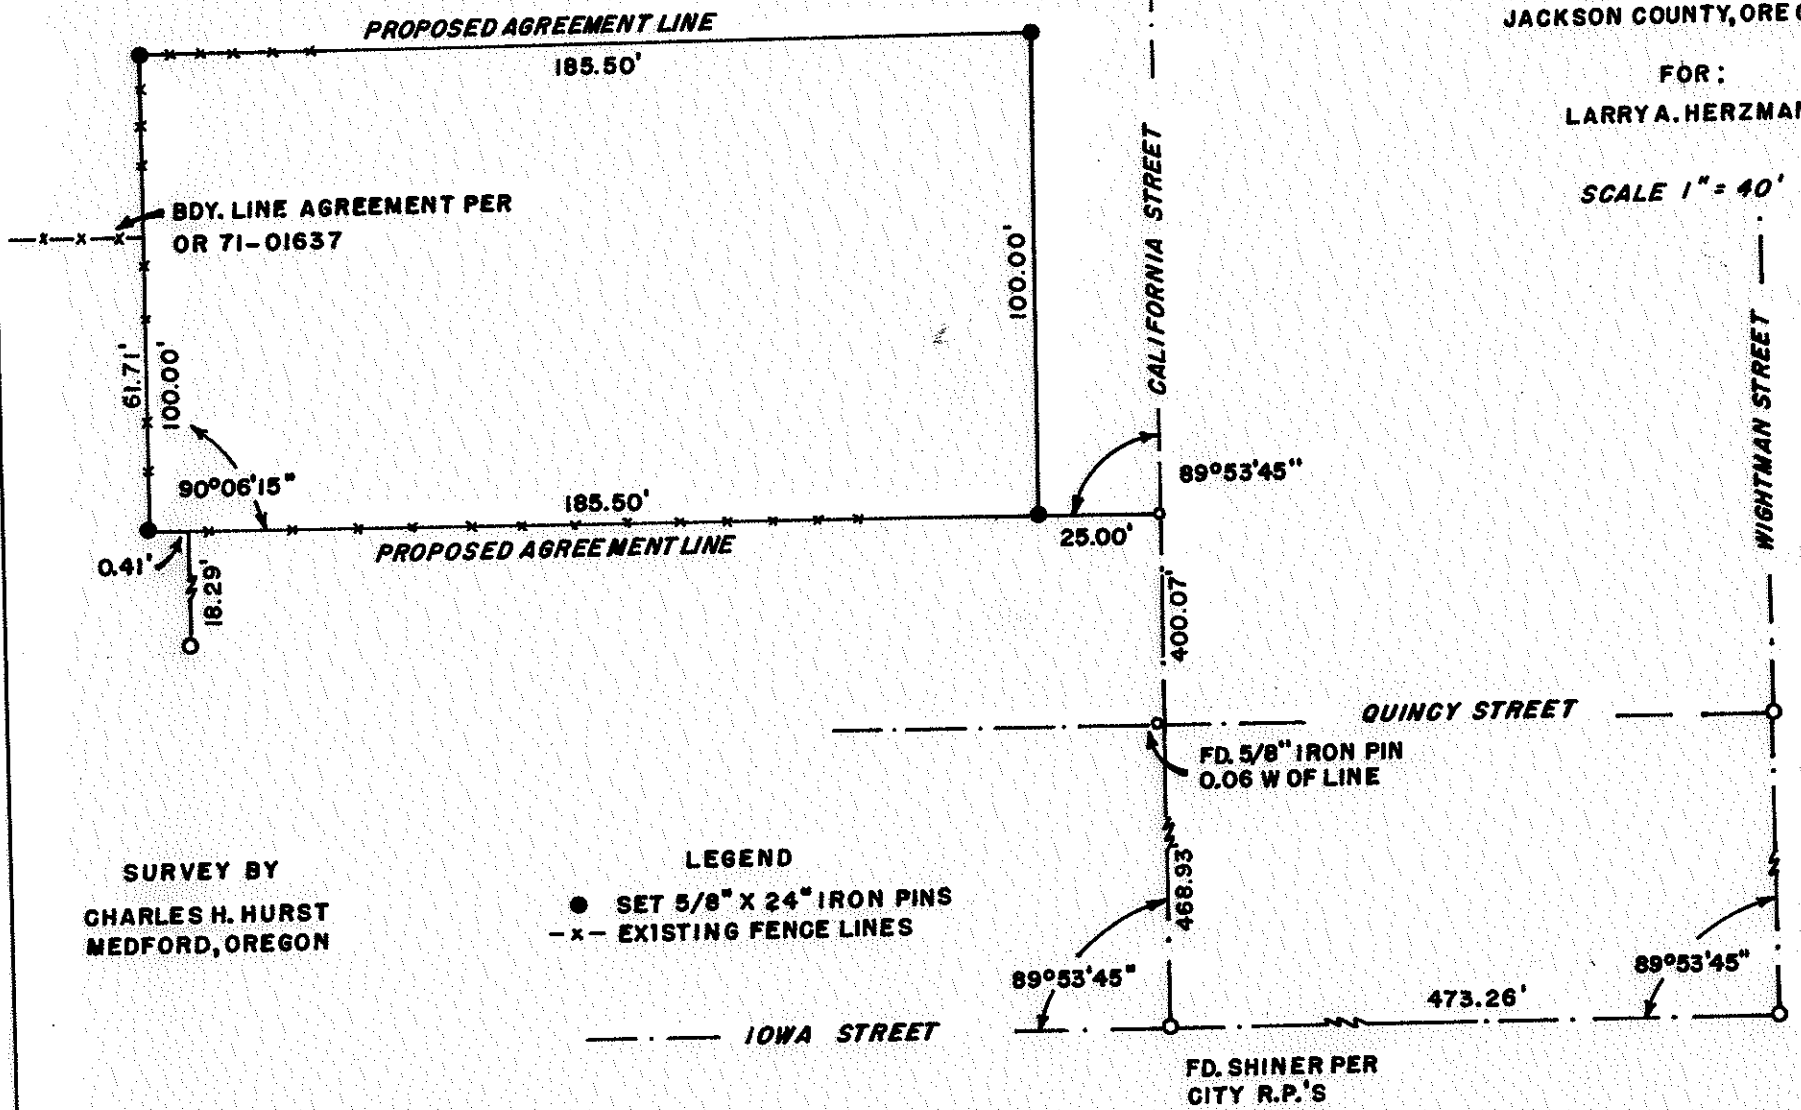 PROPOSED AGREEMENT LINE
185.50'
JACKSON COUNTY, OREG
FOR:
LARRY A. HERZMAN
SCALE 1" = 40'
BDY. LINE AGREEMENT PER
OR 71-01637
CALIFORNIA STREET
100.00'
WIGHTMAN STREET
61.71'
100.00'
90°06'15"
185.50'
PROPOSED AGREEMENT LINE
89°53'45"
25.00'
0.41'
18.29'
400.07'
QUINCY STREET
FD. 5/8" IRON PIN
0.06 W OF LINE
SURVEY BY
CHARLES H. HURST
MEDFORD, OREGON
LEGEND
SET 5/8" X 24" IRON PINS
-x- EXISTING FENCE LINES
468.93'
89°53'45"
89°53'45"
473.26'
IOWA STREET
FD. SHINER PER
CITY R.P.'S